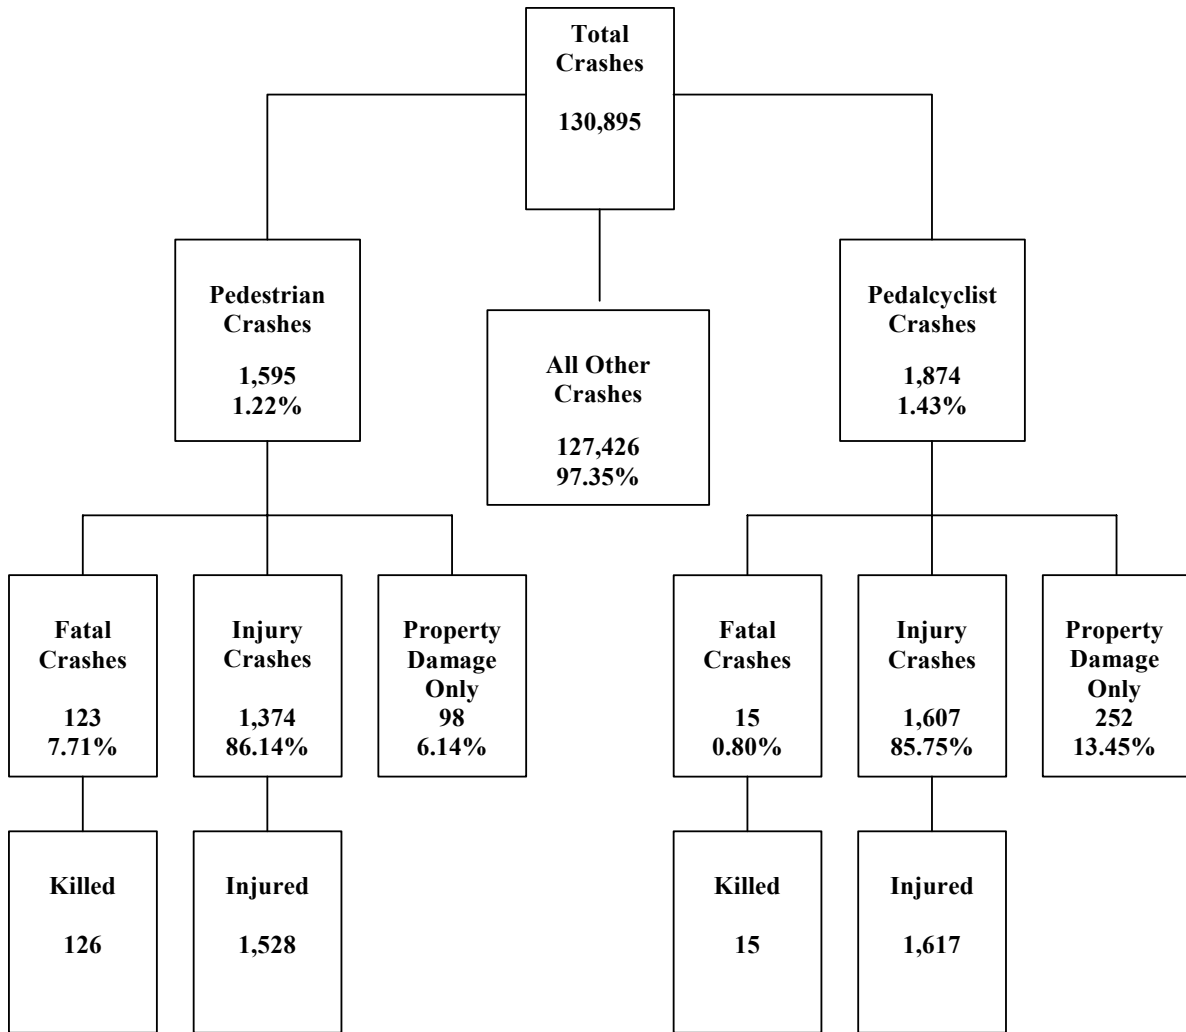 Total
Crashes
130,895
Pedestrian
Crashes
1,595
1.22%
All Other
Crashes
127,426
97.35%
Pedalcyclist
Crashes
1,874
1.43%
Fatal
Crashes
123
7.71%
Injury
Crashes
1,374
86.14%
Property
Damage
Only
98
6.14%
Fatal
Crashes
15
0.80%
Injury
Crashes
1,607
85.75%
Property
Damage
Only
252
13.45%
Killed
126
Injured
1,528
Killed
15
Injured
1,617